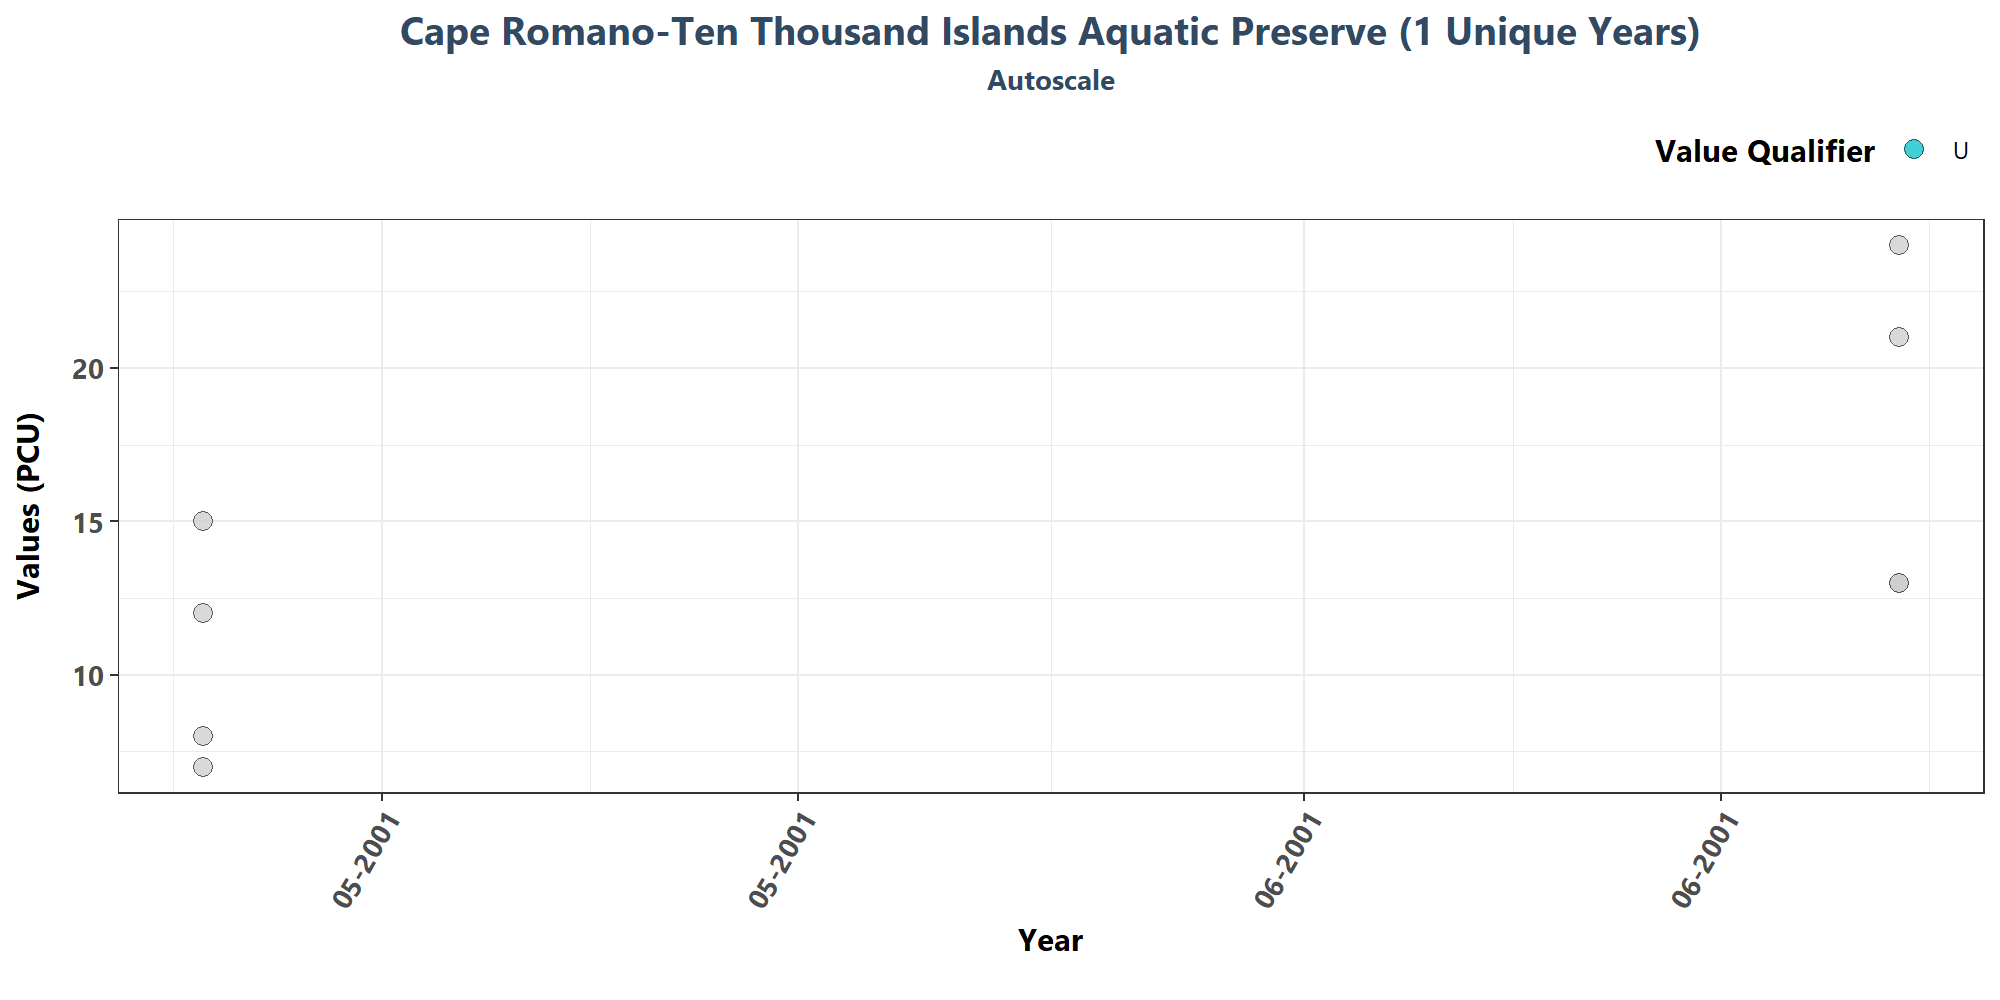 Cape Romano-Ten Thousand Islands Aquatic Preserve (1 Unique Years)
Autoscale
Value Qualifier U
Values (PCU)
20
15
10
05-2001
05-2001
06-2001
06-2001
Year